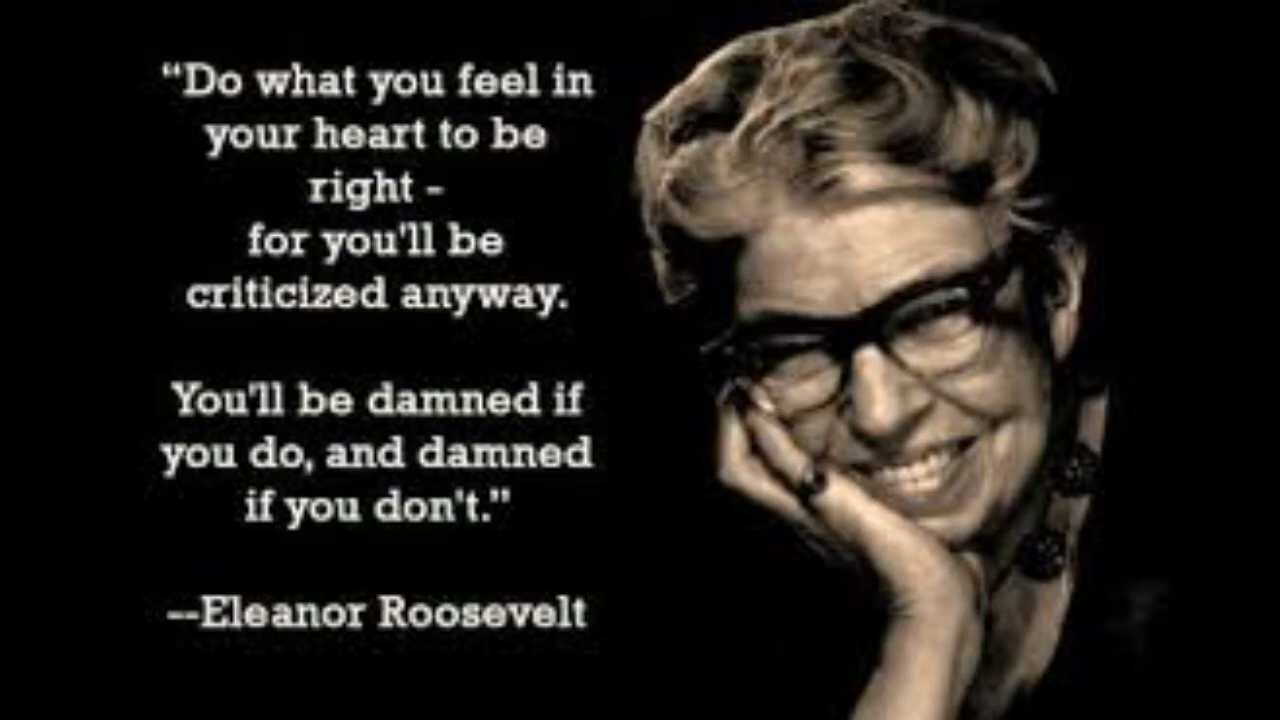 “Do what you feel in
your heart to be
right -
for you'll be
criticized anyway.
You'll be damned if
you do, and damned
if you don't.”
--Eleanor Roosevelt